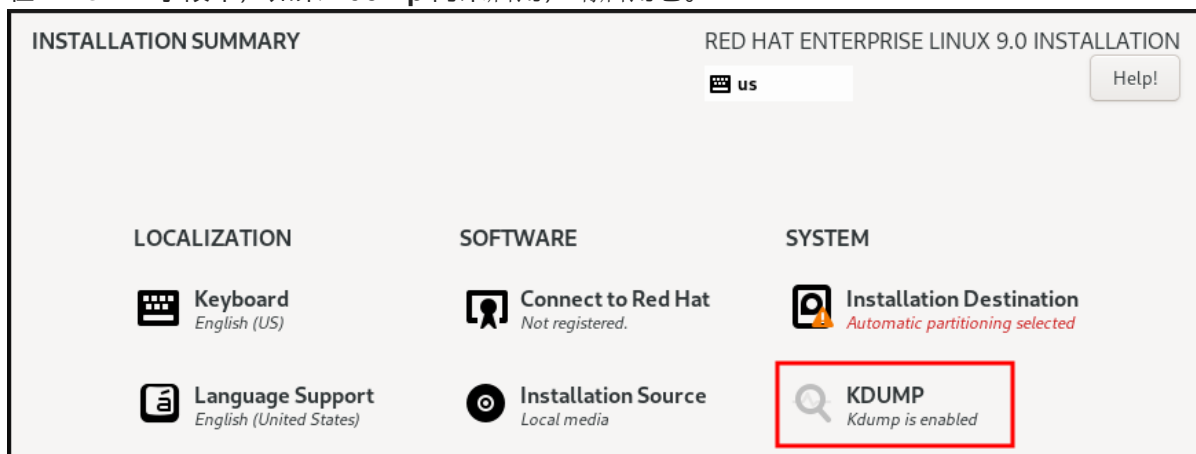 INSTALLATION SUMMARY
RED HAT ENTERPRISE LINUX 9.0 INSTALLATION
us
Help!
LOCALIZATION
SOFTWARE
SYSTEM
Keyboard
English (US)
Connect to Red Hat
Not registered.
Installation Destination
Automatic partitioning selected
Language Support
English (United States)
Installation Source
Local media
KDUMP
Kdump is enabled